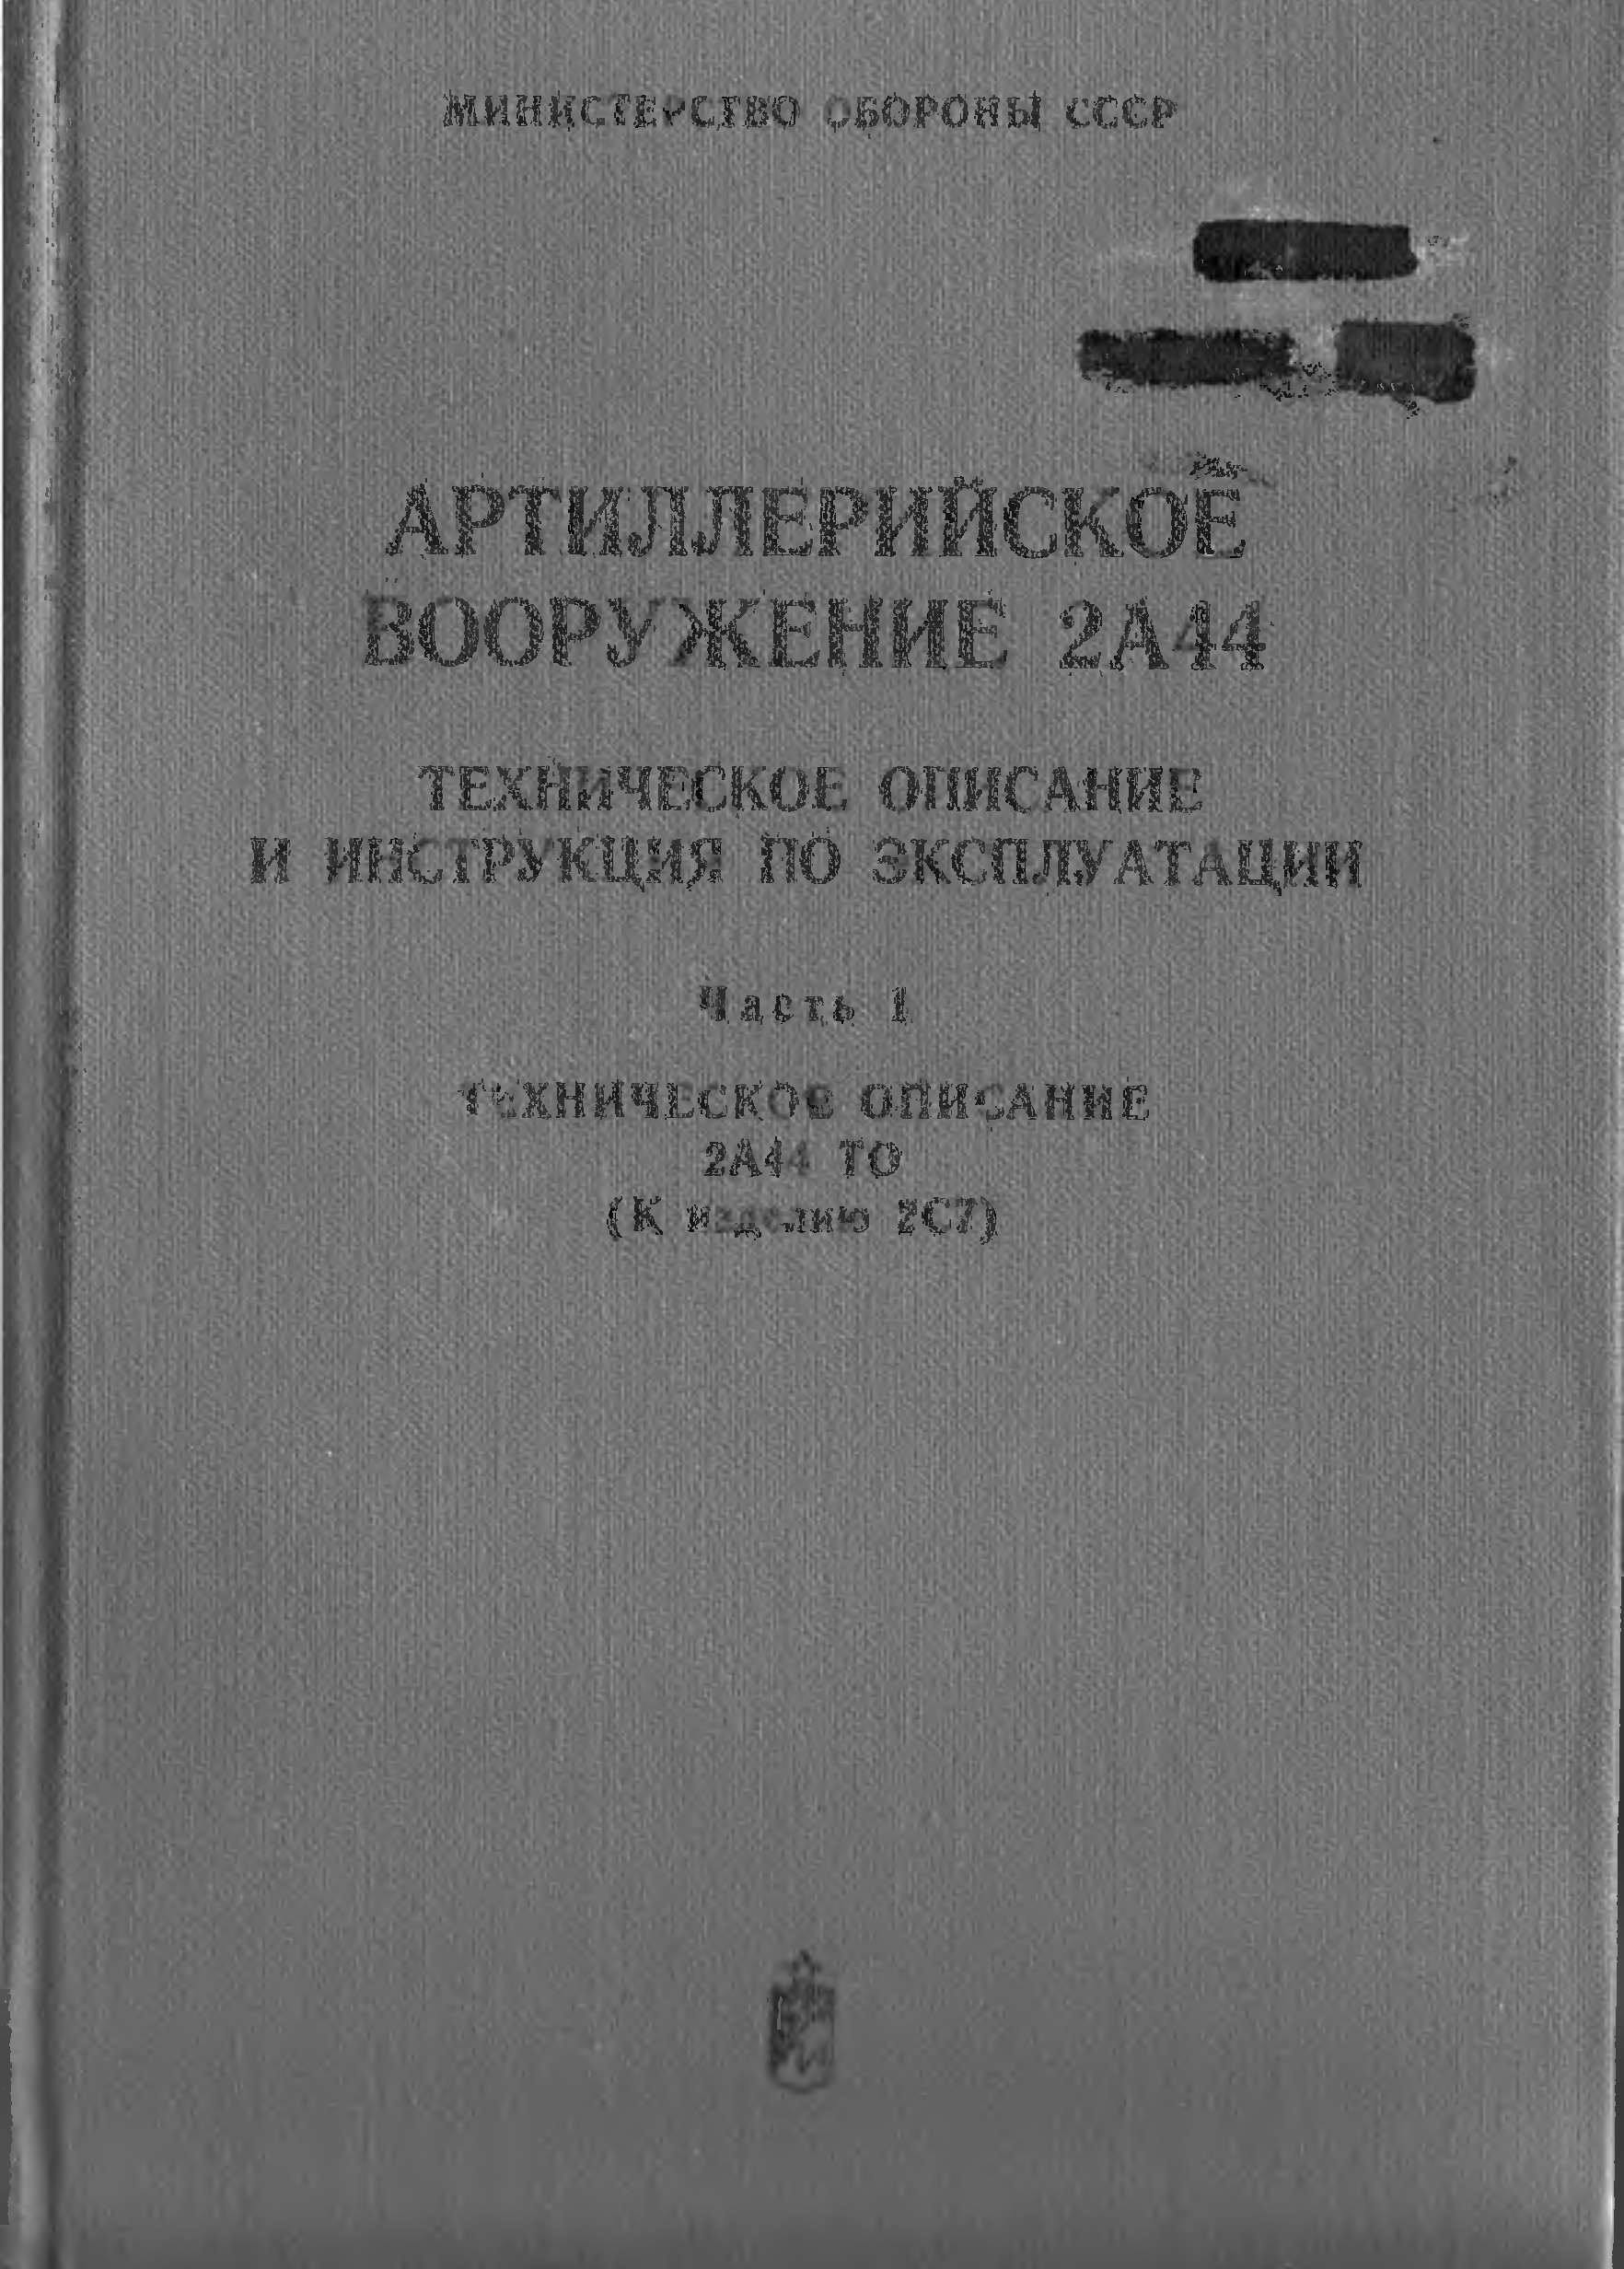 МИНИСТЕРСТВО ОБОРОНЫ СССР
АРТИЛЛЕРИЙСКОЕ
ВООРУЖЕНИЕ 2А44
ТЕХНИЧЕСКОЕ ОПИСАНИЕ
И ИНСТРУКЦИЯ ПО ЭКСПЛУАТАЦИИ
Часть 1
ТЕХНИЧЕСКОЕ ОПИСАНИЕ
2А44 ТО
(К изделию 2С7)